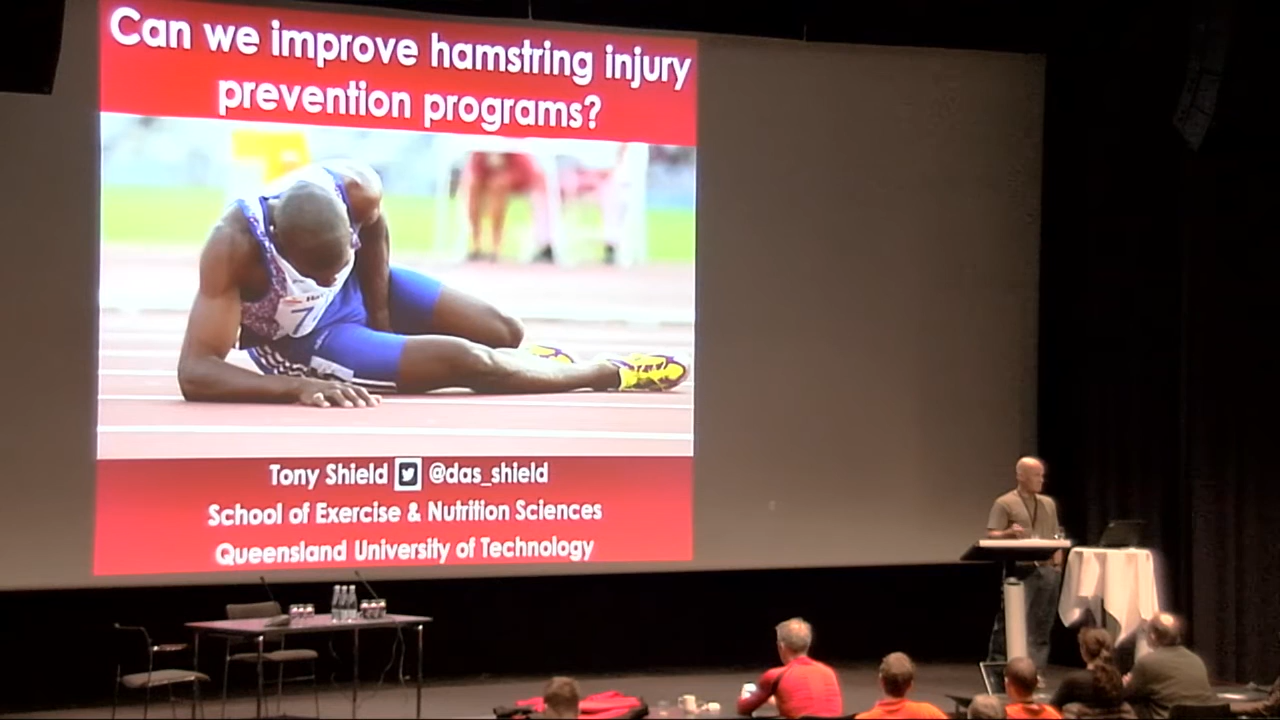 Can we improve hamstring injury
prevention programs?
7
Tony Shield @das_shield
School of Exercise & Nutrition Sciences
Queensland University of Technology